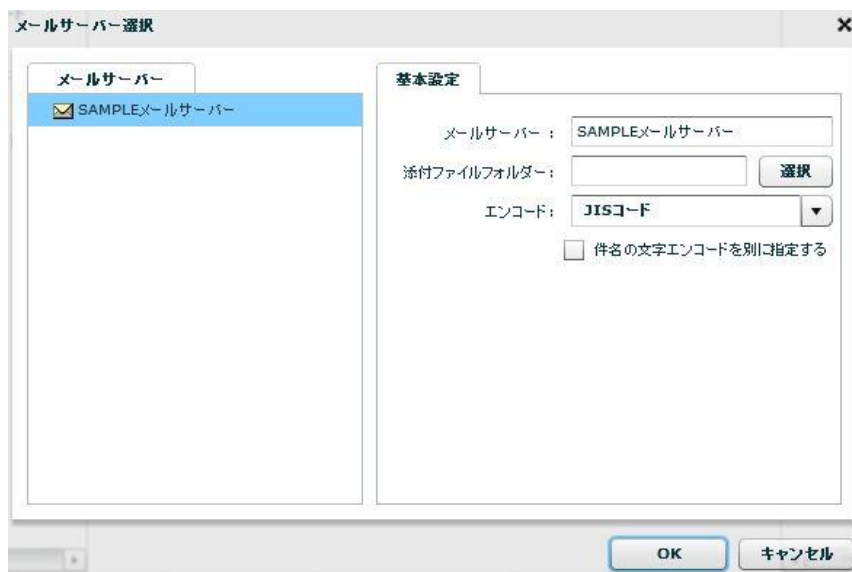 メールサーバー選択
メールサーバー
SAMPLEメールサーバー
基本設定
メールサーバー :
SAMPLEメールサーバー
添付ファイルフォルダー:
選択
エンコード:
JISコード
件名の文字エンコードを別に指定する
OK
キャンセル